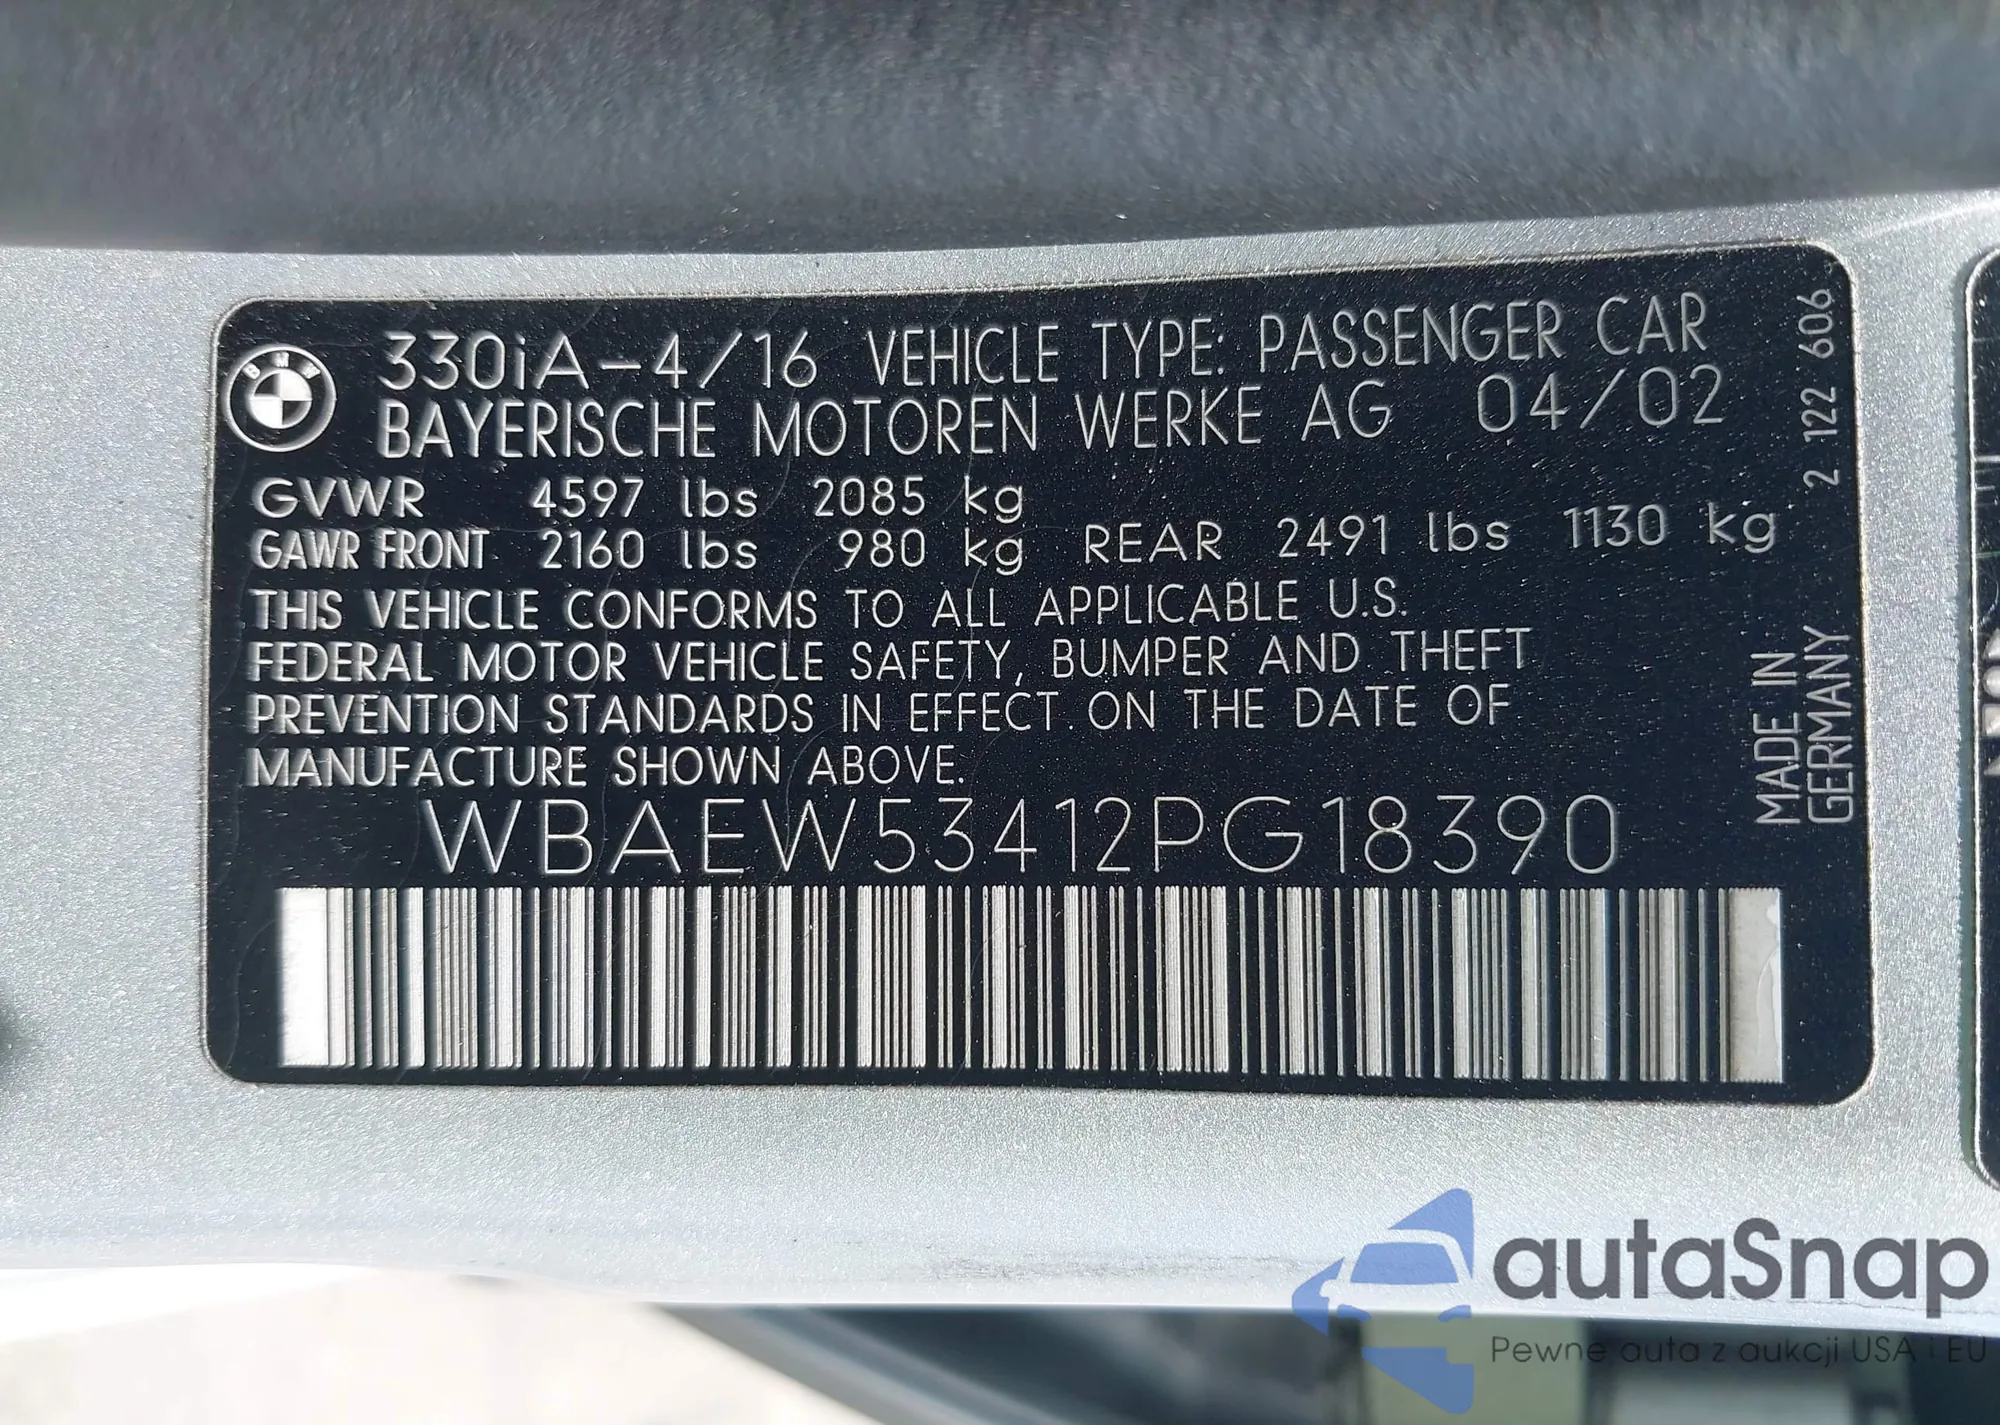 BMW
330iA-4/16 VEHICLE TYPE: PASSENGER CAR
BAYERISCHE MOTOREN WERKE AG 04/02
GVWR 4597 lbs 2085 kg
GAWR FRONT 2160 lbs 980 kg REAR 2491 lbs 1130 kg
THIS VEHICLE CONFORMS TO ALL APPLICABLE U.S.
FEDERAL MOTOR VEHICLE SAFETY, BUMPER AND THEFT
PREVENTION STANDARDS IN EFFECT ON THE DATE OF
MANUFACTURE SHOWN ABOVE.
WBAEW53412PG18390
2 122 606
MADE IN
GERMANY
autaSnap
Pewne auta z aukcji USA i EU